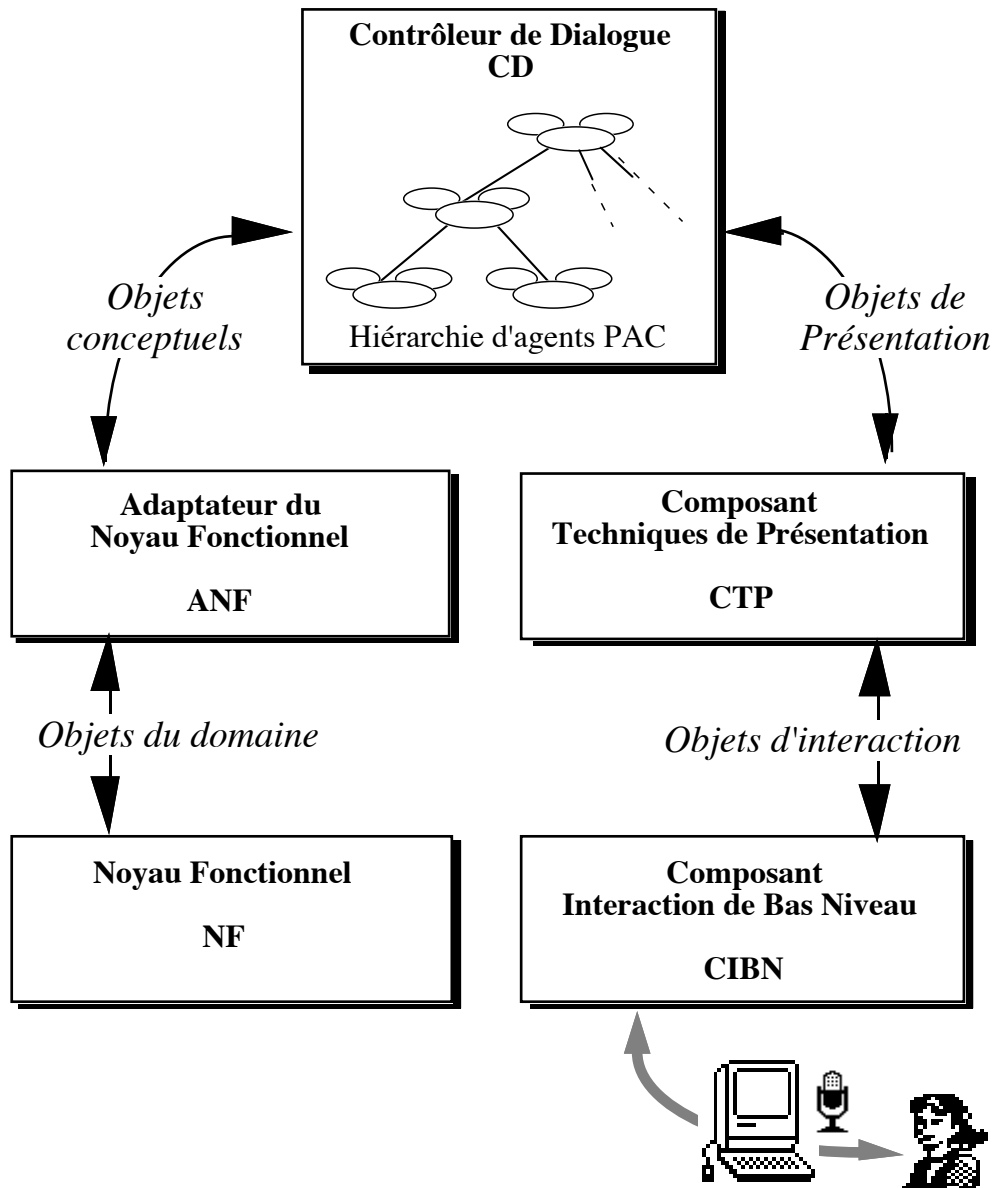 Contrôleur de Dialogue
CD
Hiérarchie d'agents PAC
Objets
conceptuels
Objets de
Présentation
Adaptateur du
Noyau Fonctionnel
ANF
Composant
Techniques de Présentation
CTP
Objets du domaine
Objets d'interaction
Noyau Fonctionnel
NF
Composant
Interaction de Bas Niveau
CIBN